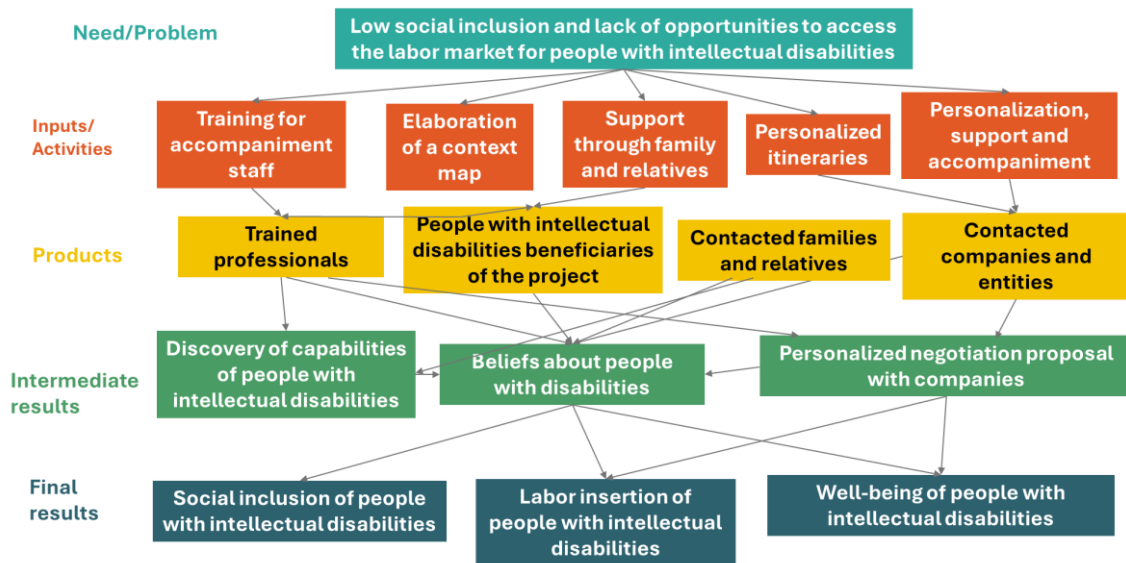 Need/Problem
Low social inclusion and lack of opportunities to access
the labor market for people with intellectual disabilities
Inputs/
Activities
Training for
accompaniment
staff
Elaboration
of a context
map
Support
through family
and relatives
Personalized
itineraries
Personalization,
support and
accompaniment
Products
Trained
professionals
People with intellectual
disabilities beneficiaries
of the project
Contacted families
and relatives
Contacted
companies and
entities
Intermediate
results
Discovery of capabilities
of people with
intellectual disabilities
Beliefs about people
with disabilities
Personalized negotiation proposal
with companies
Final
results
Social inclusion of people
with intellectual disabilities
Labor insertion of
people with intellectual
disabilities
Well-being of people with
intellectual disabilities